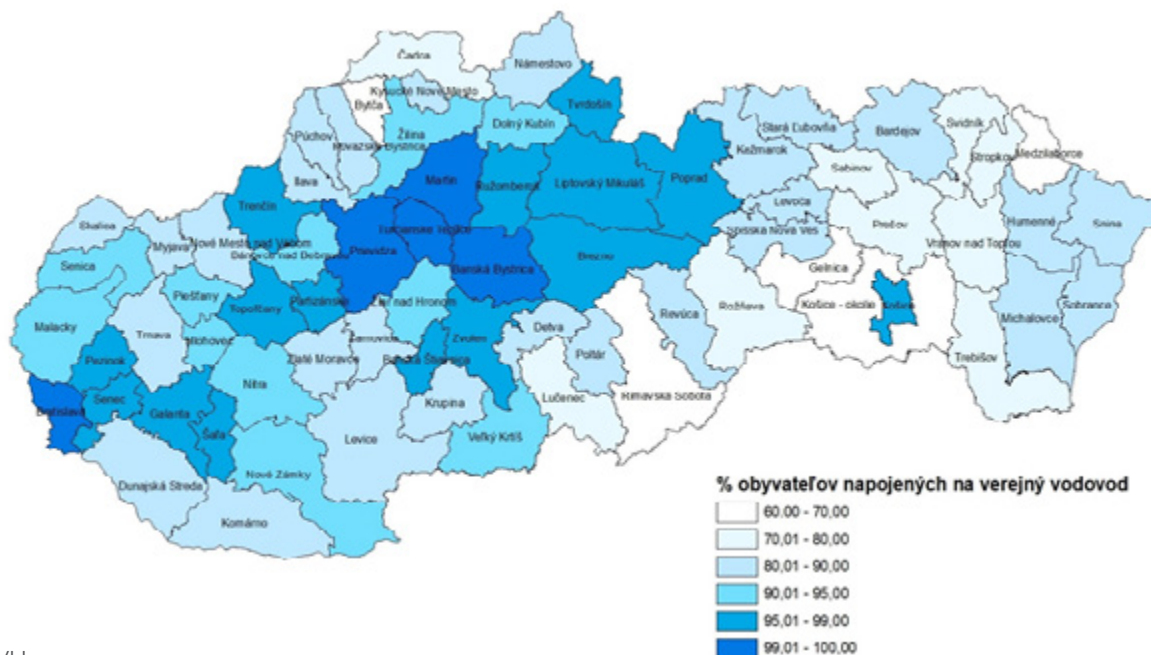 Čadca
Námestovo
Kysucké Nové Mesto
Bytča
Tvrdošín
Dolný Kubín
Žilina
Púchov
Považská Bystrica
Stará Ľubovňa
Bardejov
Svidník
Stropkov
Medzilaborce
Kežmarok
Sabinov
Ilava
Martin
Ružomberok
Liptovský Mikuláš
Poprad
Levoča
Humenné
Snina
Trenčín
Prešov
Skalica
Myjava
Nové Mesto nad Váhom
Turčianske Teplice
Spišská Nová Ves
Vranov nad Topľou
Bánovce nad Bebravou
Prievidza
Banská Bystrica
Brezno
Gelnica
Senica
Piešťany
Partizánske
Žiar nad Hronom
Rožňava
Košice - okolie
Košice
Sobrance
Malacky
Topoľčany
Revúca
Michalovce
Trnava
Hlohovec
Detva
Zvolen
Žarnovica
Poltár
Zlaté Moravce
Banská Štiavnica
Trebišov
Pezinok
Nitra
Senec
Krupina
Lučenec
Rimavská Sobota
Bratislava
Galanta
Šaľa
Levice
Veľký Krtíš
Nové Zámky
Dunajská Streda
Komárno
% obyvateľov napojených na verejný vodovod
60.00 - 70,00
70,01 - 80,00
80,01 - 90,00
90,01 - 95,00
95,01 - 99,00
99,01 - 100,00